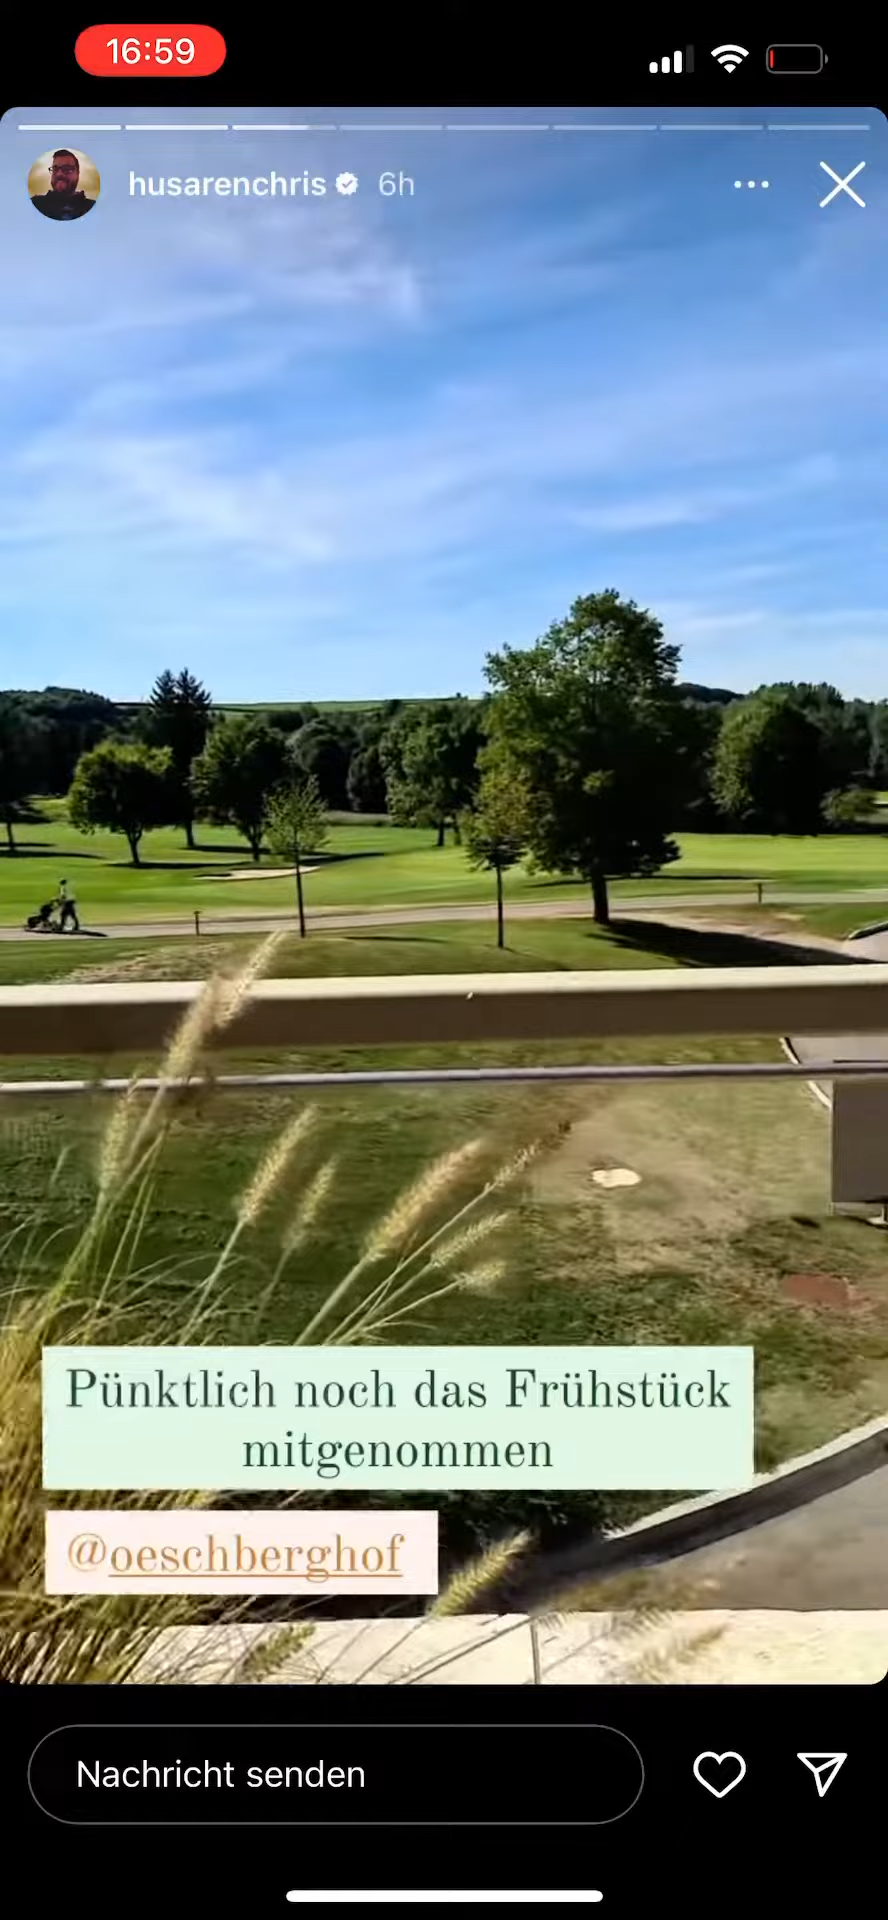 16:59
husarenchris 6h
Pünktlich noch das Frühstück
mitgenommen
@oeschberghof
Nachricht senden